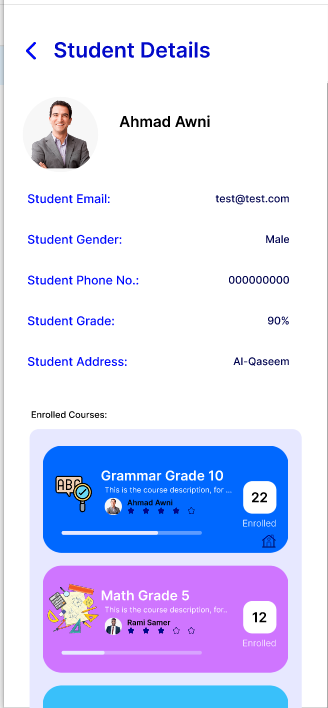 Student Details
Ahmad Awni
Student Email: test@test.com
Student Gender: Male
Student Phone No.: 000000000
Student Grade: 90%
Student Address: Al-Qaseem
Enrolled Courses:
ABC
Grammar Grade 10
This is the course description, for ...
Ahmad Awni
22
Enrolled
Math Grade 5
This is the course description, for..
Rami Samer
12
Enrolled